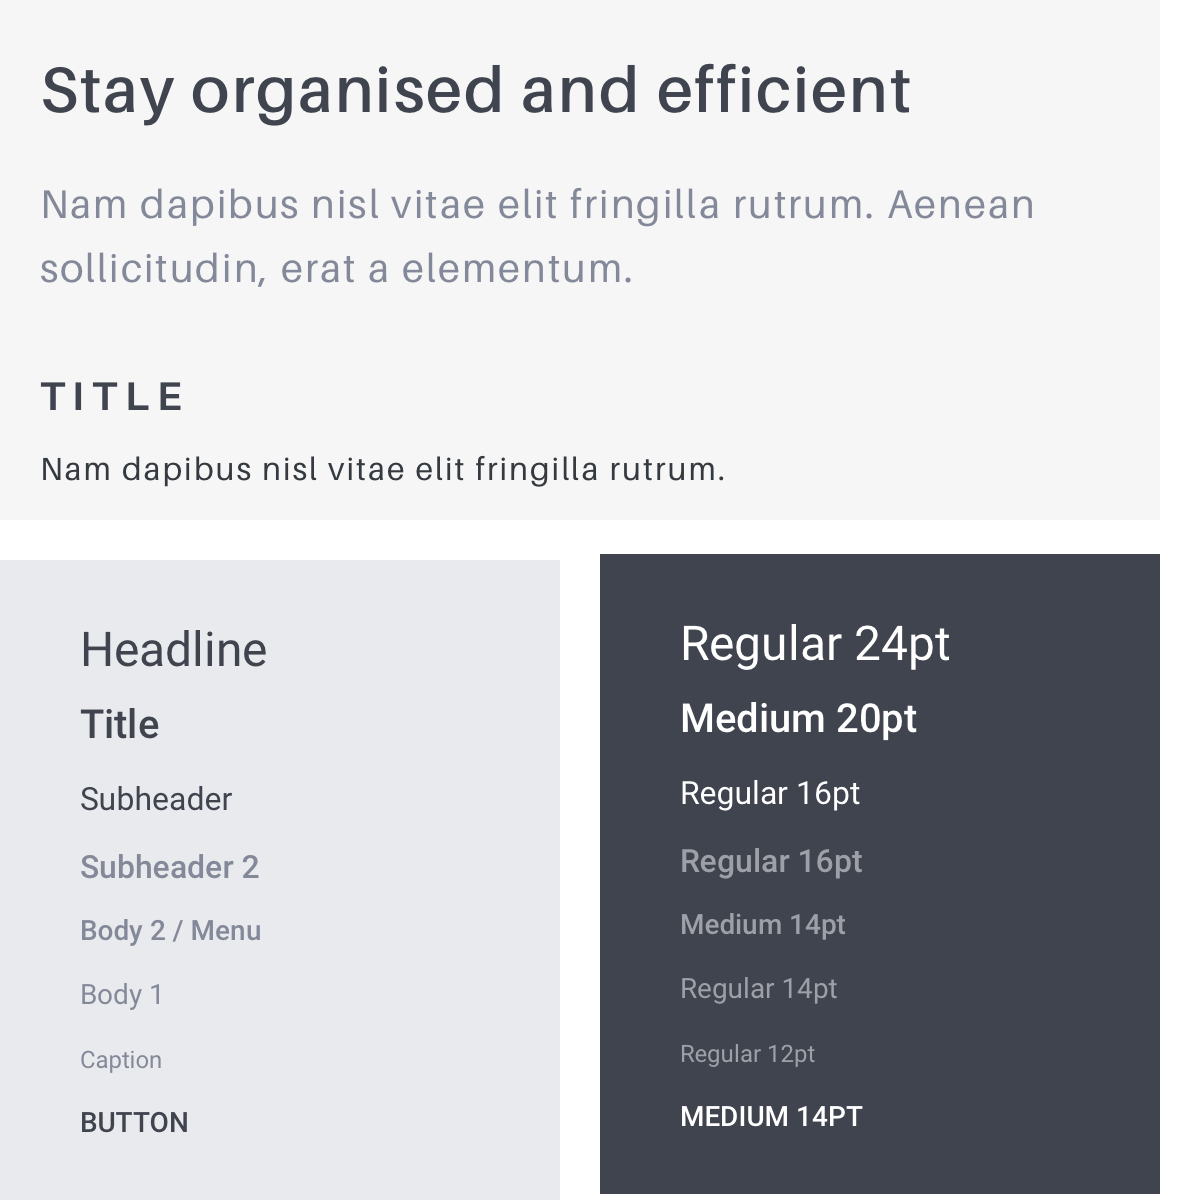 Stay organised and efficient
Nam dapibus nisl vitae elit fringilla rutrum. Aenean
sollicitudin, erat a elementum.
TITLE
Nam dapibus nisl vitae elit fringilla rutrum.
Headline
Title
Subheader
Subheader 2
Body 2 / Menu
Body 1
Caption
BUTTON
Regular 24pt
Medium 20pt
Regular 16pt
Regular 16pt
Medium 14pt
Regular 14pt
Regular 12pt
MEDIUM 14PT